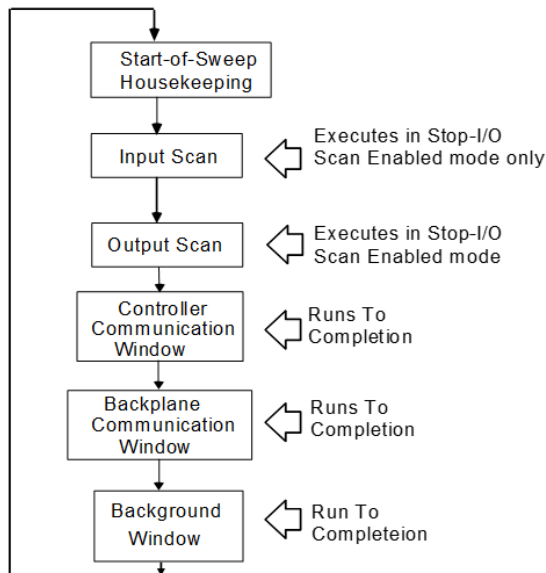 Start-of-Sweep
Housekeeping
Input Scan
Executes in Stop-I/O
Scan Enabled mode only
Output Scan
Executes in Stop-I/O
Scan Enabled mode
Controller
Communication
Window
Runs To
Completion
Backplane
Communication
Window
Runs To
Completion
Background
Window
Run To
Completeion